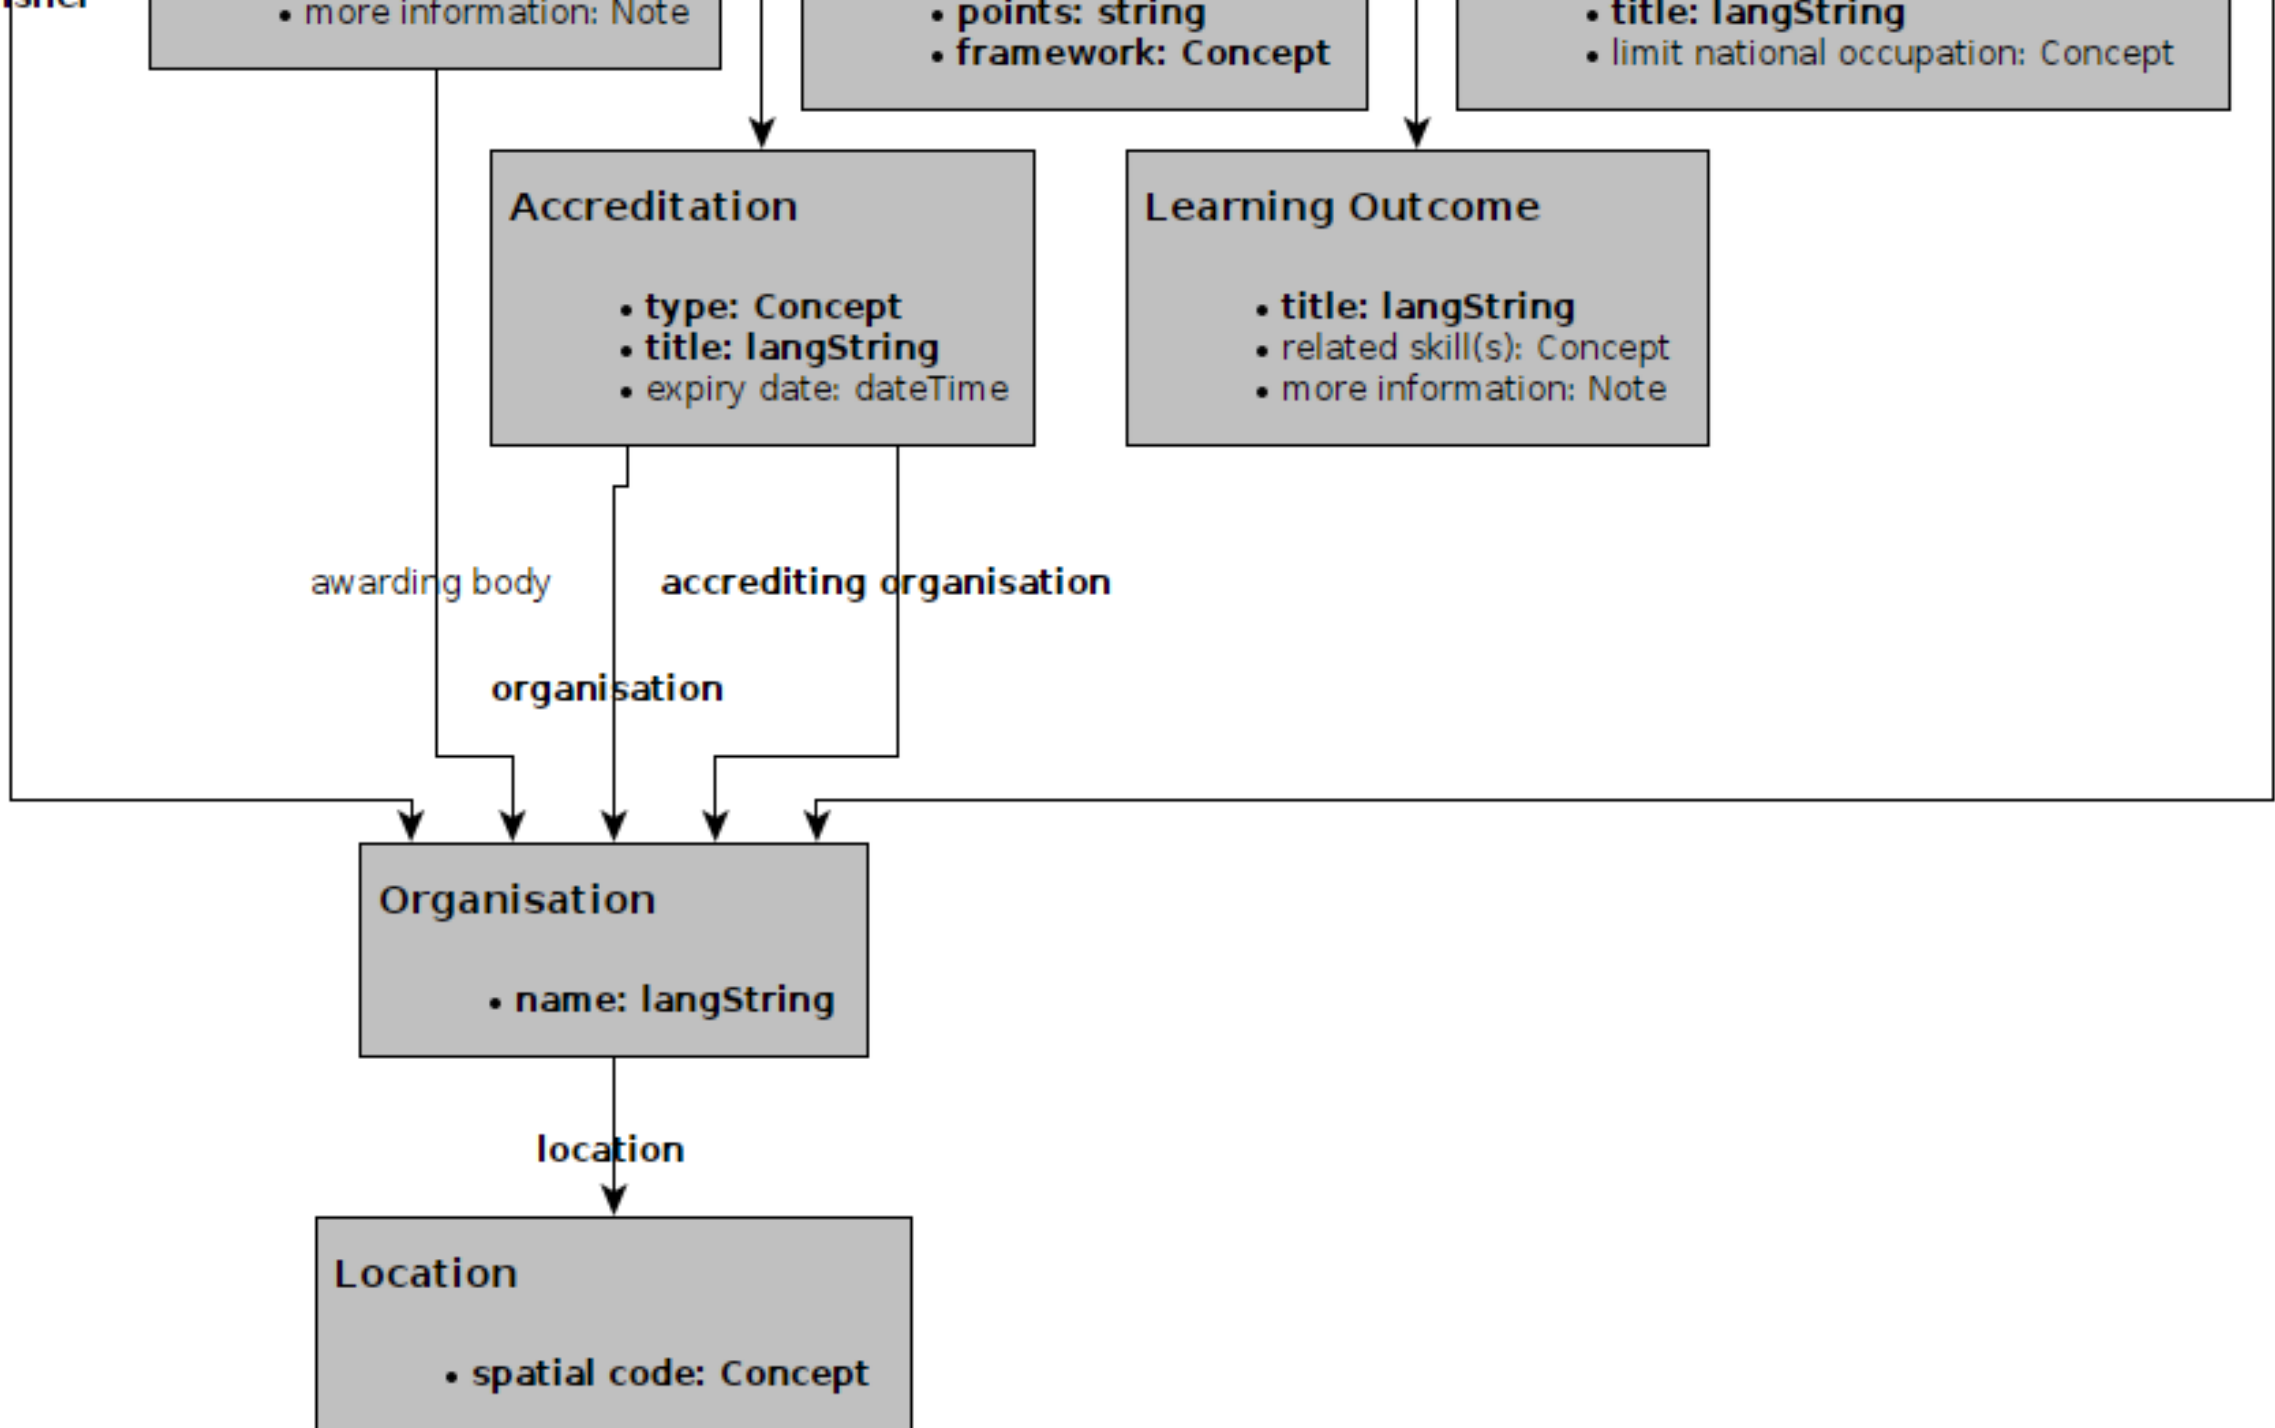 • more information: Note
• points: string
• framework: Concept
• title: langString
• limit national occupation: Concept
Accreditation
• type: Concept
• title: langString
• expiry date: dateTime
Learning Outcome
• title: langString
• related skill(s): Concept
• more information: Note
awarding body
accrediting organisation
organisation
Organisation
• name: langString
location
Location
• spatial code: Concept